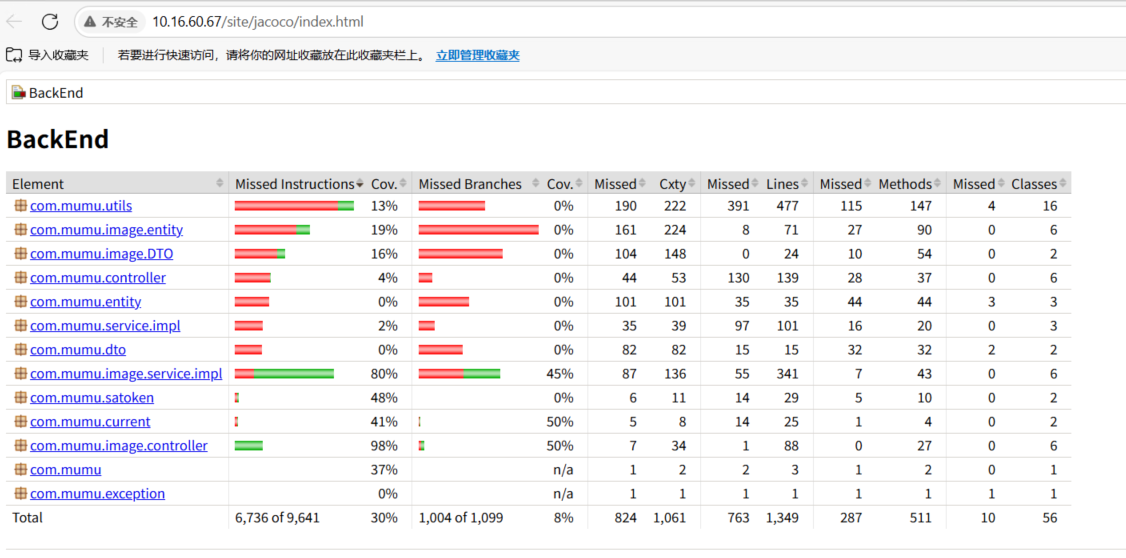 不安全 10.16.60.67/site/jacoco/index.html
导入收藏夹 若要进行快速访问，请将你的网址收藏放在此收藏夹栏上。 立即管理收藏夹
BackEnd
BackEnd
Element Missed Instructions Cov. Missed Branches Cov. Missed Cxty Missed Lines Missed Methods Missed Classes
com.mumu.utils 13% 0% 190 222 391 477 115 147 4 16
com.mumu.image.entity 19% 0% 161 224 8 71 27 90 0 6
com.mumu.image.DTO 16% 0% 104 148 0 24 10 54 0 2
com.mumu.controller 4% 0% 44 53 130 139 28 37 0 6
com.mumu.entity 0% 0% 101 101 35 35 44 44 3 3
com.mumu.service.impl 2% 0% 35 39 97 101 16 20 0 3
com.mumu.dto 0% 0% 82 82 15 15 32 32 2 2
com.mumu.image.service.impl 80% 45% 87 136 55 341 7 43 0 6
com.mumu.satoken 48% 0% 6 11 14 29 5 10 0 2
com.mumu.current 41% 50% 5 8 14 25 1 4 0 2
com.mumu.image.controller 98% 50% 7 34 1 88 0 27 0 6
com.mumu 37% n/a 1 2 2 3 1 2 0 1
com.mumu.exception 0% n/a 1 1 1 1 1 1 1 1
Total 6,736 of 9,641 30% 1,004 of 1,099 8% 824 1,061 763 1,349 287 511 10 56